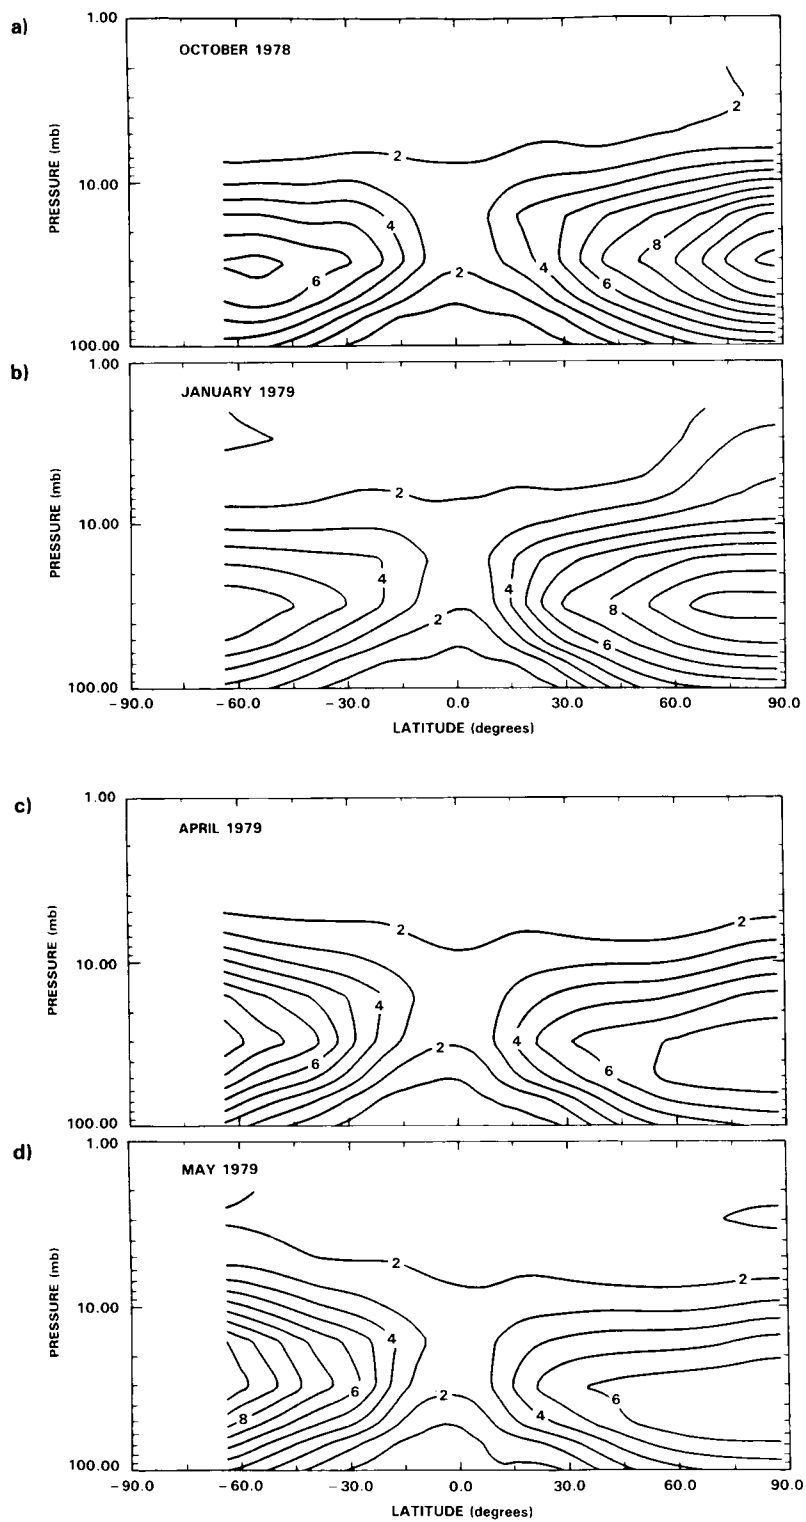 a)
1.00
OCTOBER 1978
2
PRESSURE (mb)
2
10.00
4
8
6
4
6
2
100.00
b)
1.00
JANUARY 1979
PRESSURE (mb)
2
10.00
4
4
8
2
6
100.00
-90.0 -60.0 -30.0 0.0 30.0 60.0 90.0
LATITUDE (degrees)
c)
1.00
APRIL 1979
PRESSURE (mb)
2
2
10.00
4
4
2
6
6
100.00
d)
1.00
MAY 1979
PRESSURE (mb)
2
2
10.00
4
6
2
6
8
4
100.00
-90.0 -60.0 -30.0 0.0 30.0 60.0 90.0
LATITUDE (degrees)